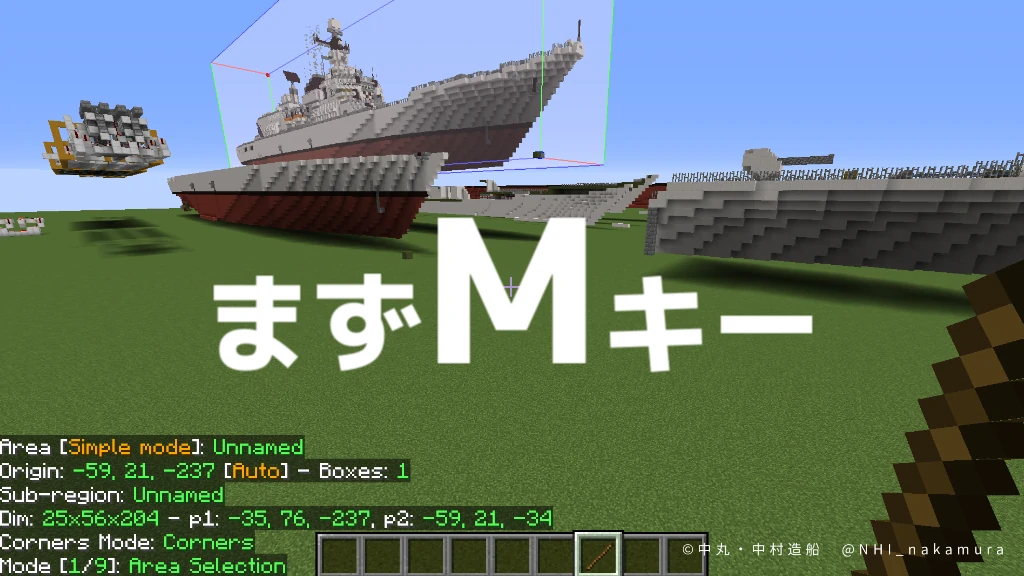 まずMキー
Area [Simple mode]: Unnamed
Origin: -59, 21, -237 [Auto] - Boxes: 1
Sub-region: Unnamed
Dim: 25x56x204 - p1: -35, 76, -237, p2: -59, 21, -34
Corners Mode: Corners
Mode [1/9]: Area Selection
©中丸・中村造船 @NHI_nakamura